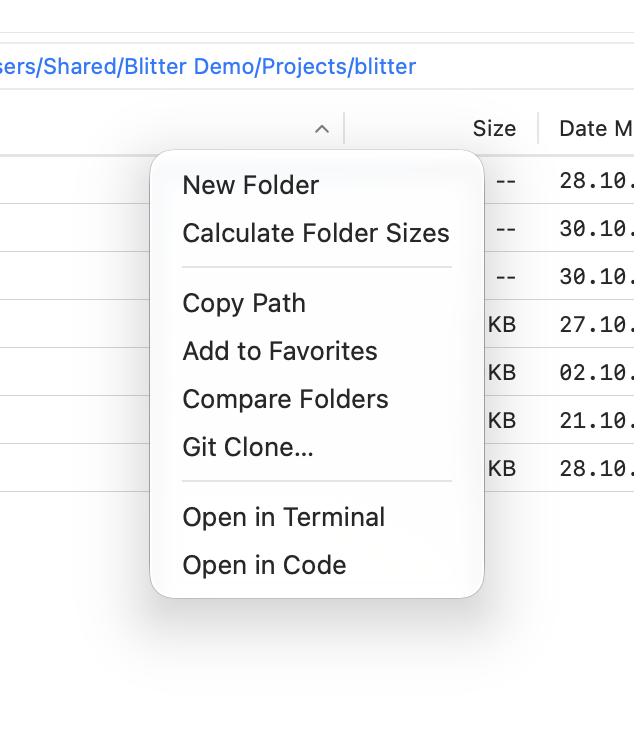 sers/Shared/Blitter Demo/Projects/blitter
Size Date M
-- 28.10.
-- 30.10.
-- 30.10.
KB 27.10.
KB 02.10.
KB 21.10.
KB 28.10.
New Folder
Calculate Folder Sizes
Copy Path
Add to Favorites
Compare Folders
Git Clone...
Open in Terminal
Open in Code